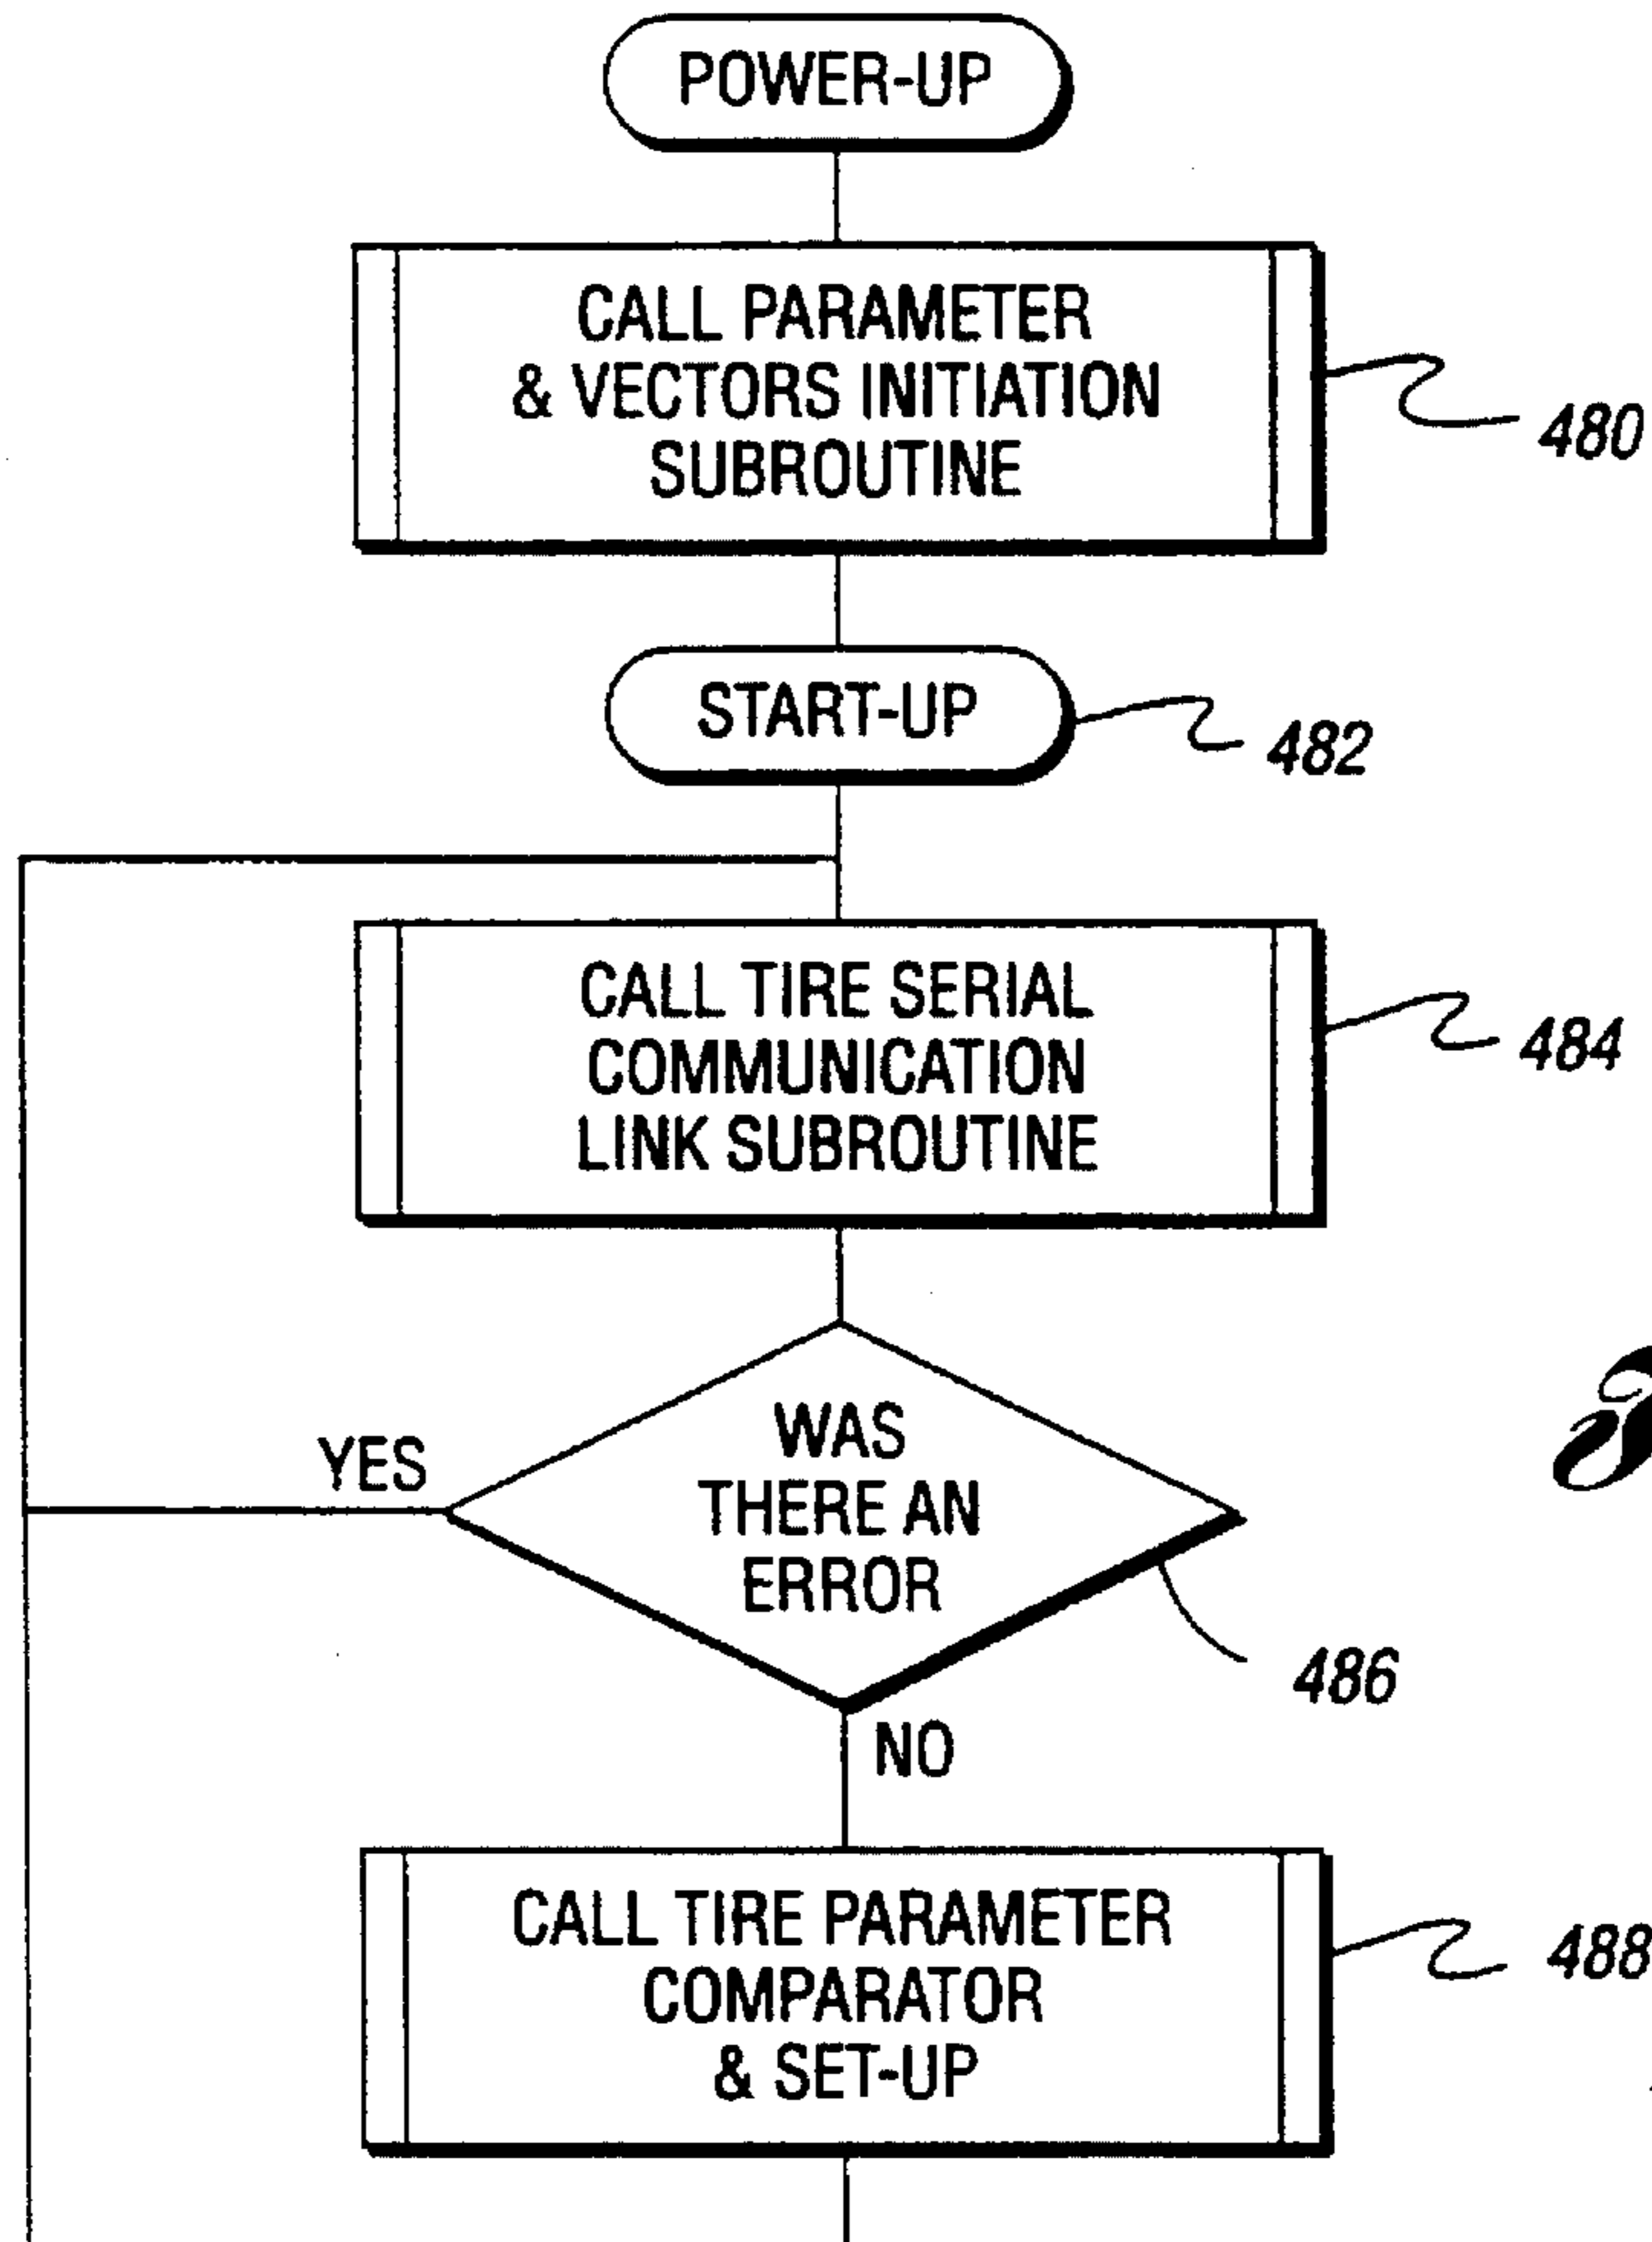 POWER-UP
CALL PARAMETER
& VECTORS INITIATION
SUBROUTINE
480
START-UP
482
CALL TIRE SERIAL
COMMUNICATION
LINK SUBROUTINE
484
WAS
THERE AN
ERROR
YES
486
NO
CALL TIRE PARAMETER
COMPARATOR
& SET-UP
488